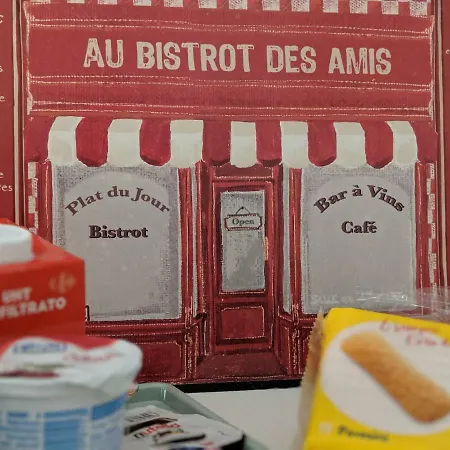 AU BISTROT DES AMIS
Plat du Jour
Bistrot
Open
Bar à Vins
Café
FILTRATO